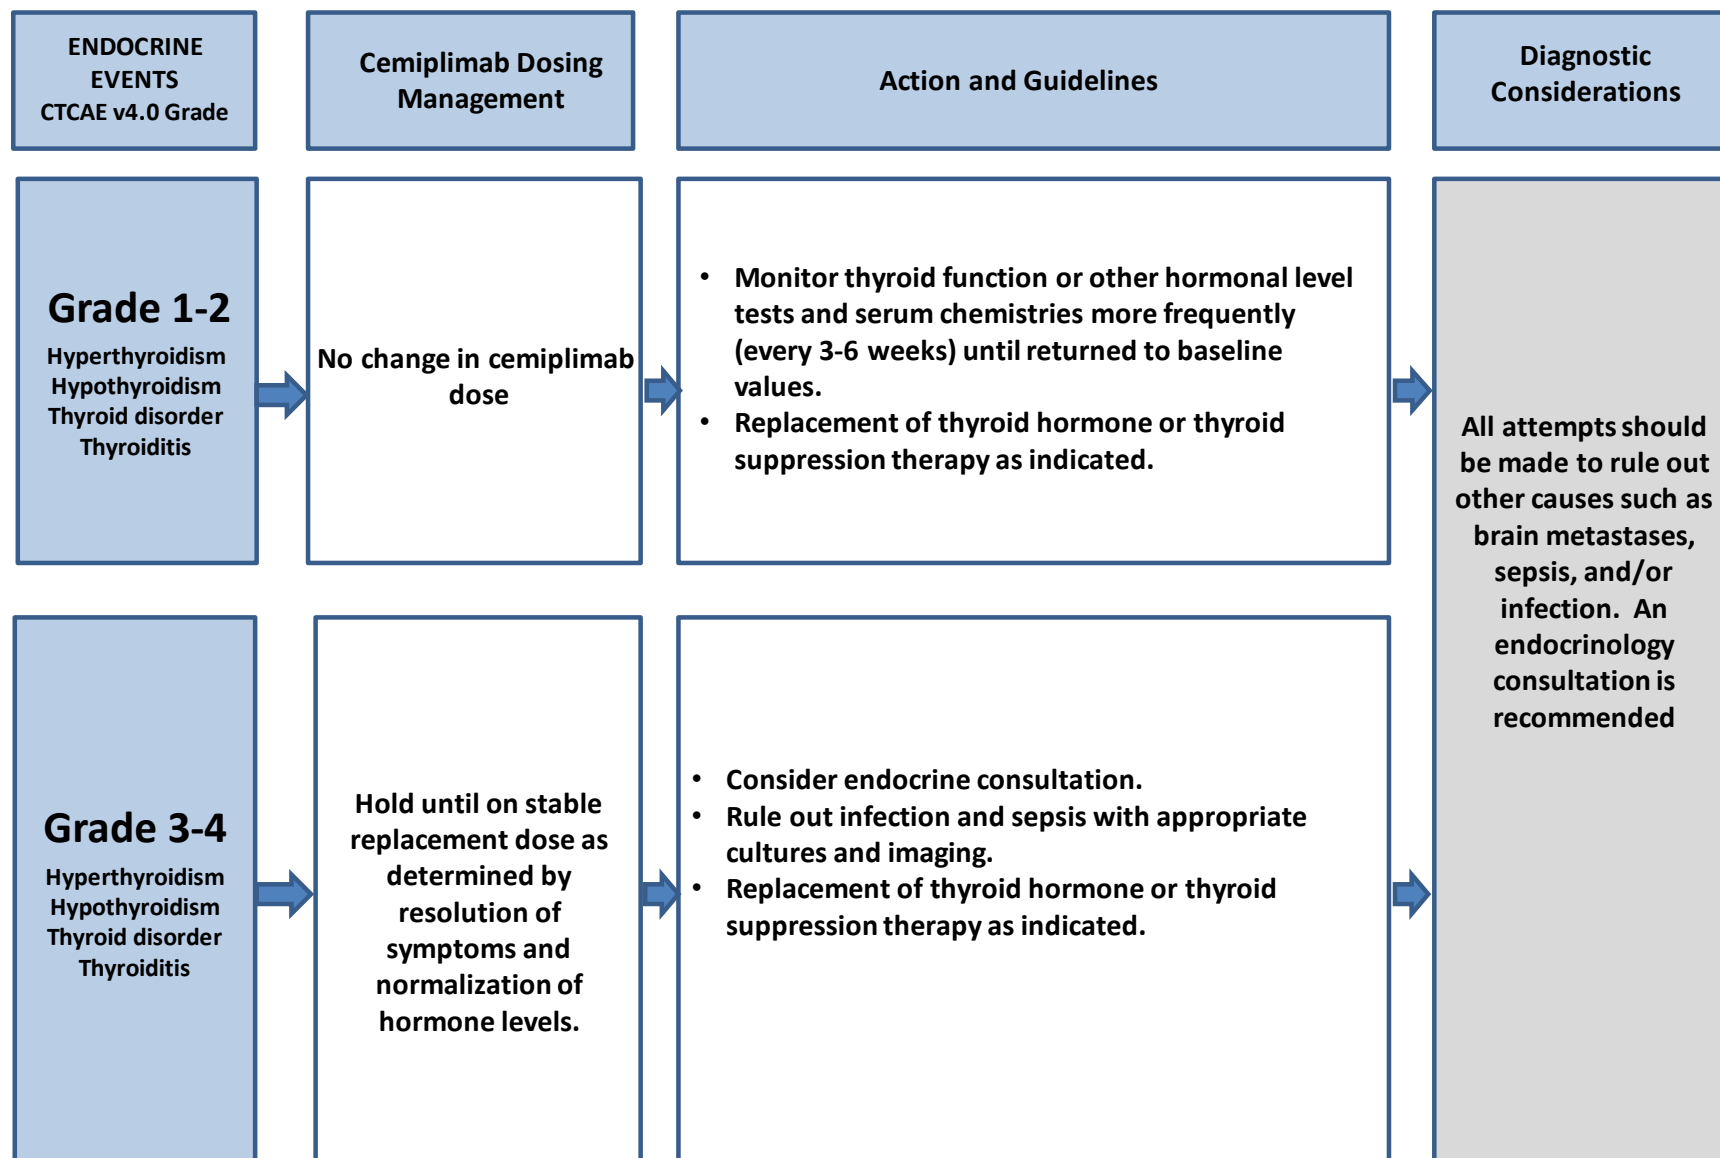 ENDOCRINE
EVENTS
CTCAE v4.0 Grade
Cemiplimab Dosing
Management
Action and Guidelines
Diagnostic
Considerations
Grade 1-2
Hyperthyroidism
Hypothyroidism
Thyroid disorder
Thyroiditis
No change in cemiplimab
dose
• Monitor thyroid function or other hormonal level
tests and serum chemistries more frequently
(every 3-6 weeks) until returned to baseline
values.
• Replacement of thyroid hormone or thyroid
suppression therapy as indicated.
All attempts should
be made to rule out
other causes such as
brain metastases,
sepsis, and/or
infection.  An
endocrinology
consultation is
recommended
Grade 3-4
Hyperthyroidism
Hypothyroidism
Thyroid disorder
Thyroiditis
Hold until on stable
replacement dose as
determined by
resolution of
symptoms and
normalization of
hormone levels.
• Consider endocrine consultation.
• Rule out infection and sepsis with appropriate
cultures and imaging.
• Replacement of thyroid hormone or thyroid
suppression therapy as indicated.